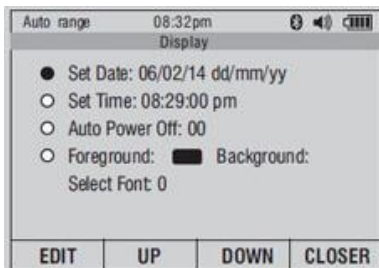 Auto range 08:32pm
Display
Set Date: 06/02/14 dd/mm/yy
Set Time: 08:29:00 pm
Auto Power Off: 00
Foreground: Background:
Select Font: 0
EDIT UP DOWN CLOSER